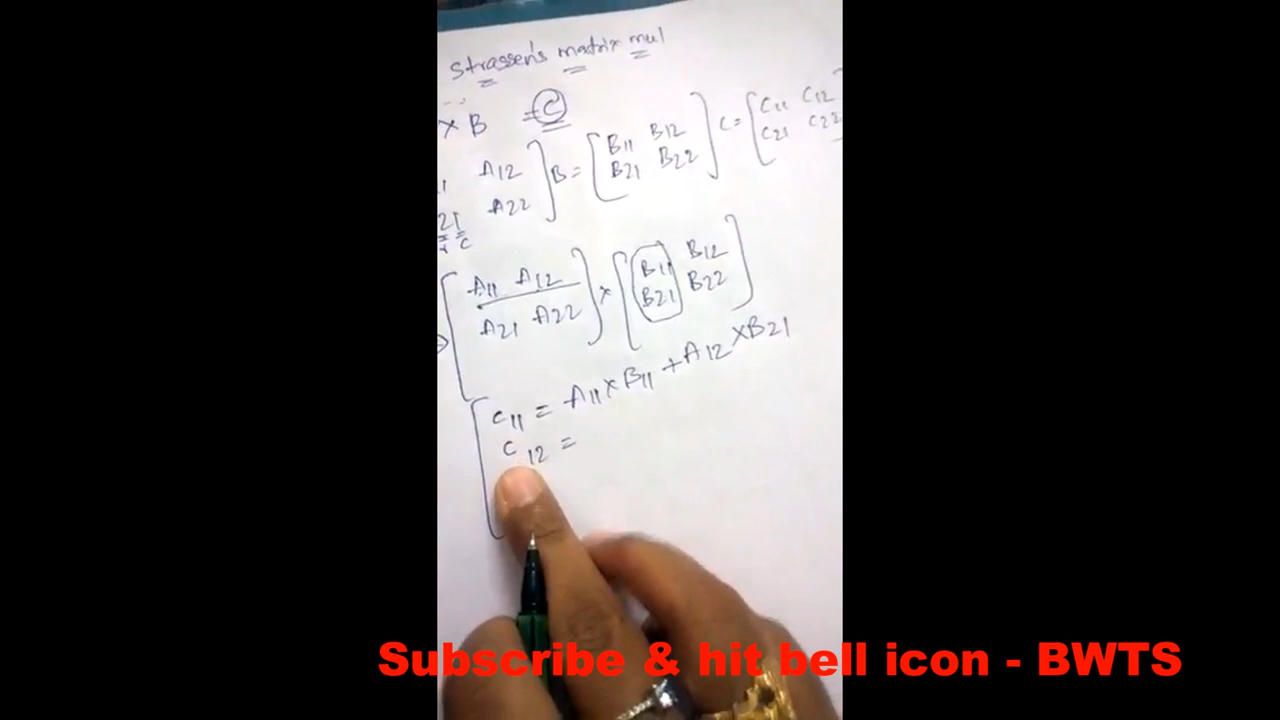 Strassen's matrix mul
× B = C
A12 B = [ B11 B12 C = [ C11 C12
21 A22 B21 B22 ] C21 C22
r c
[ A11 A12 ] × [ B11 B12 ]
A21 A22 B21 B22
C11 = A11 × B11 + A12 × B21
C12 =
Subscribe & hit bell icon - BWTS